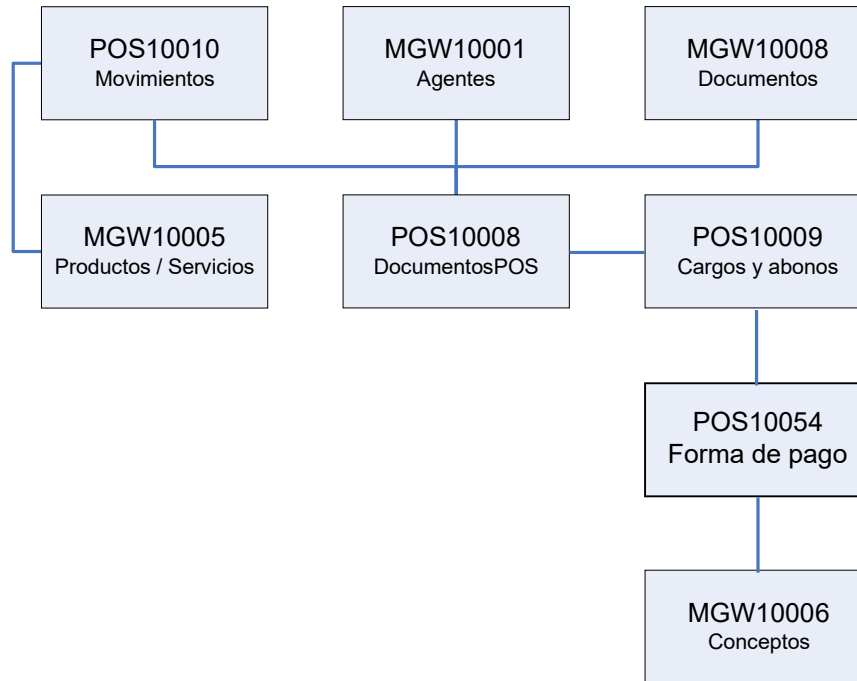 POS10010
Movimientos
MGW10001
Agentes
MGW10008
Documentos
MGW10005
Productos / Servicios
POS10008
DocumentosPOS
POS10009
Cargos y abonos
POS10054
Forma de pago
MGW10006
Conceptos